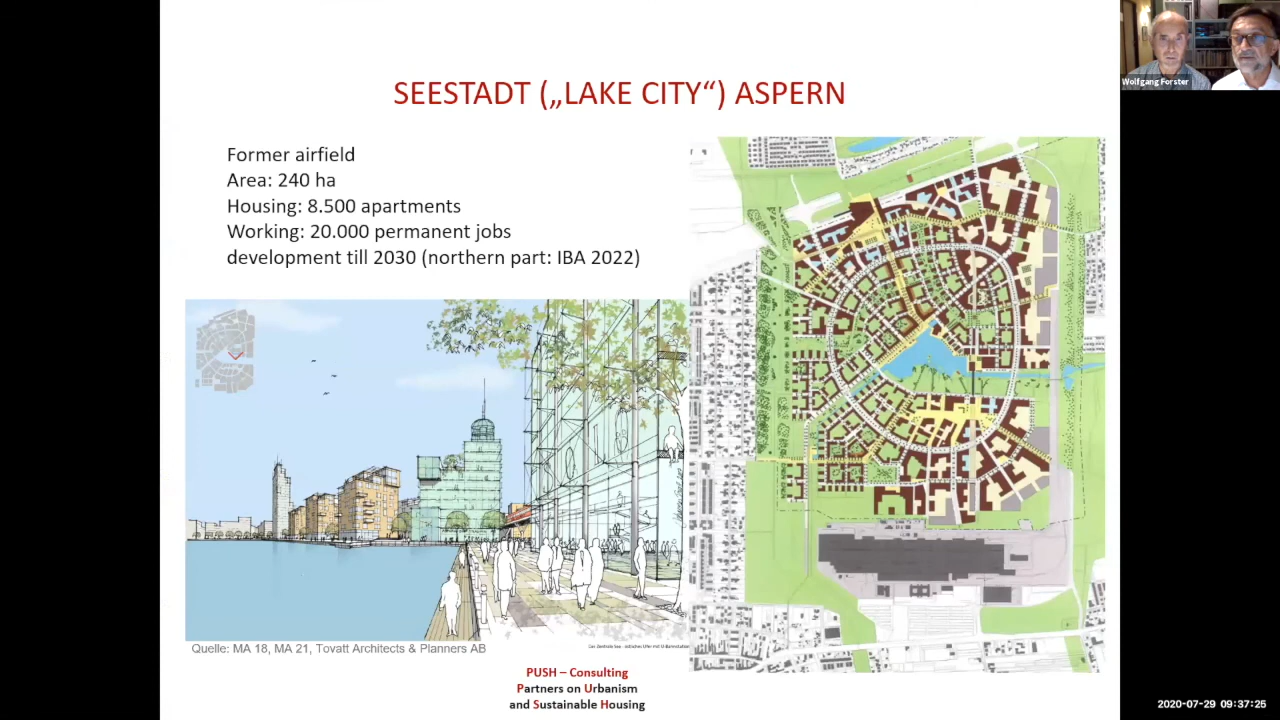 Wolfgang Forster
SEESTADT („LAKE CITY“) ASPERN
Former airfield
Area: 240 ha
Housing: 8.500 apartments
Working: 20.000 permanent jobs
development till 2030 (northern part: IBA 2022)
Quelle: MA 18, MA 21, Tovatt Architects & Planners AB
PUSH – Consulting
Partners on Urbanism
and Sustainable Housing
2020-07-29 09:37:25